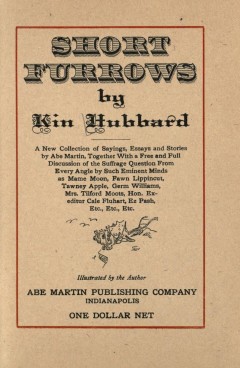 SHORT
FURROWS
by
Kin Hubbard
A New Collection of Sayings, Essays and Stories
by Abe Martin, Together With a Free and Full
Discussion of the Suffrage Question From
Every Angle by Such Eminent Minds
as Mame Moon, Fawn Lippincut,
Tawney Apple, Germ Williams,
Mrs. Tilford Moots, Hon. Ex-
editor Cale Fluhart, Ex Pash,
Etc., Etc., Etc.
Illustrated by the Author
ABE MARTIN PUBLISHING COMPANY
INDIANAPOLIS
ONE DOLLAR NET